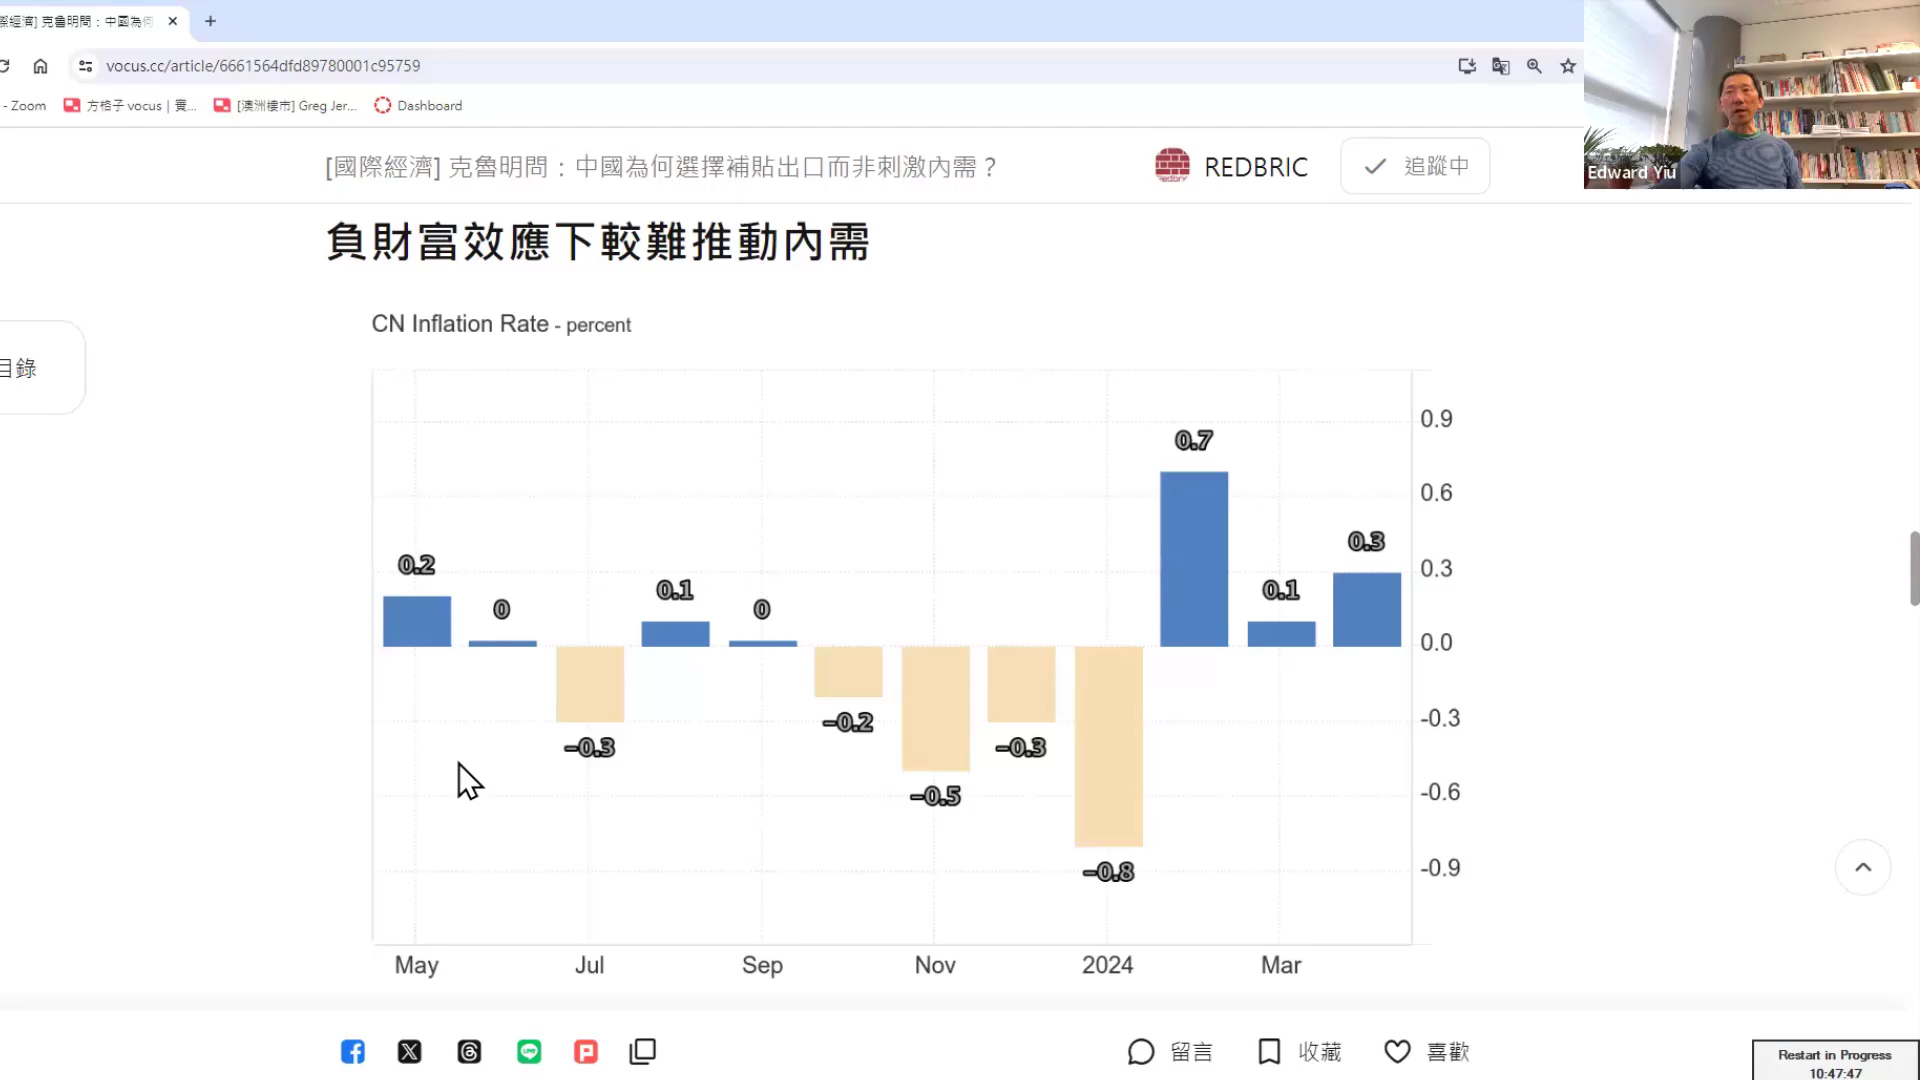 際經濟] 克魯明問：中國為何
vocus.cc/article/6661564dfd89780001c95759
- Zoom
方格子 vocus | 實...
[澳洲樓市] Greg Jer...
Dashboard
Edward Yiu
[國際經濟] 克魯明問：中國為何選擇補貼出口而非刺激內需？
REDBRIC
追蹤中
負財富效應下較難推動內需
目錄
CN Inflation Rate - percent
0.9
0.7
0.6
0.3
0.2
0.3
0.1
0.1
0
0
0.0
-0.2
-0.3
-0.3
-0.3
-0.5
-0.6
-0.8
-0.9
May
Jul
Sep
Nov
2024
Mar
留言
收藏
喜歡
Restart in Progress
10:47:47